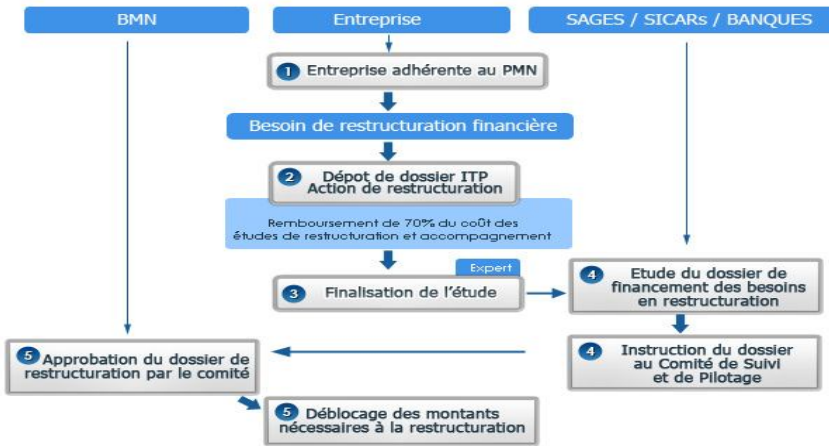 BMN
Entreprise
SAGES / SICARs / BANQUES
1 Entreprise adhérente au PMN
Besoin de restructuration financière
2 Dépot de dossier ITP
Action de restructuration
Remboursement de 70% du coût des
études de restructuration et accompagnement
Expert
3 Finalisation de l'étude
4 Etude du dossier de
financement des besoins
en restructuration
4 Instruction du dossier
au Comité de Suivi
et de Pilotage
5 Approbation du dossier de
restructuration par le comité
5 Déblocage des montants
nécessaires à la restructuration